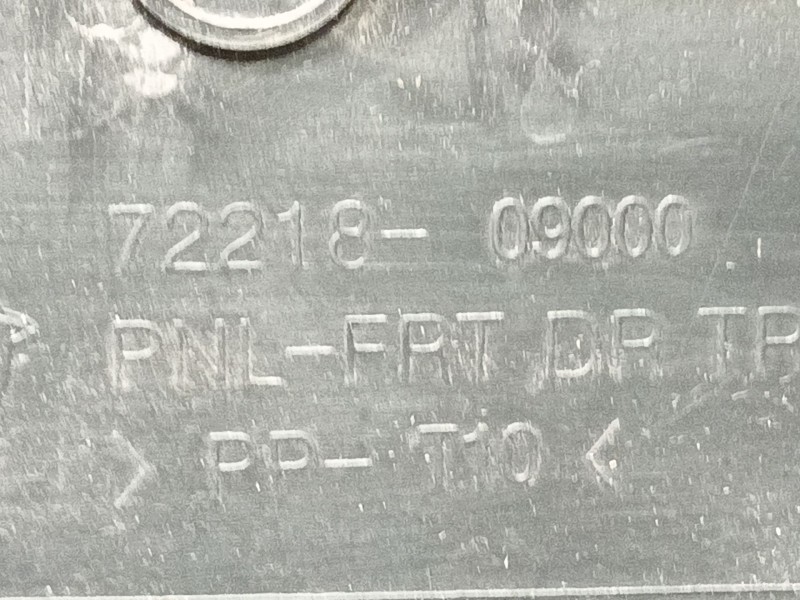 72218- 09000
PNL-FRT DR TR
>PP- T10<